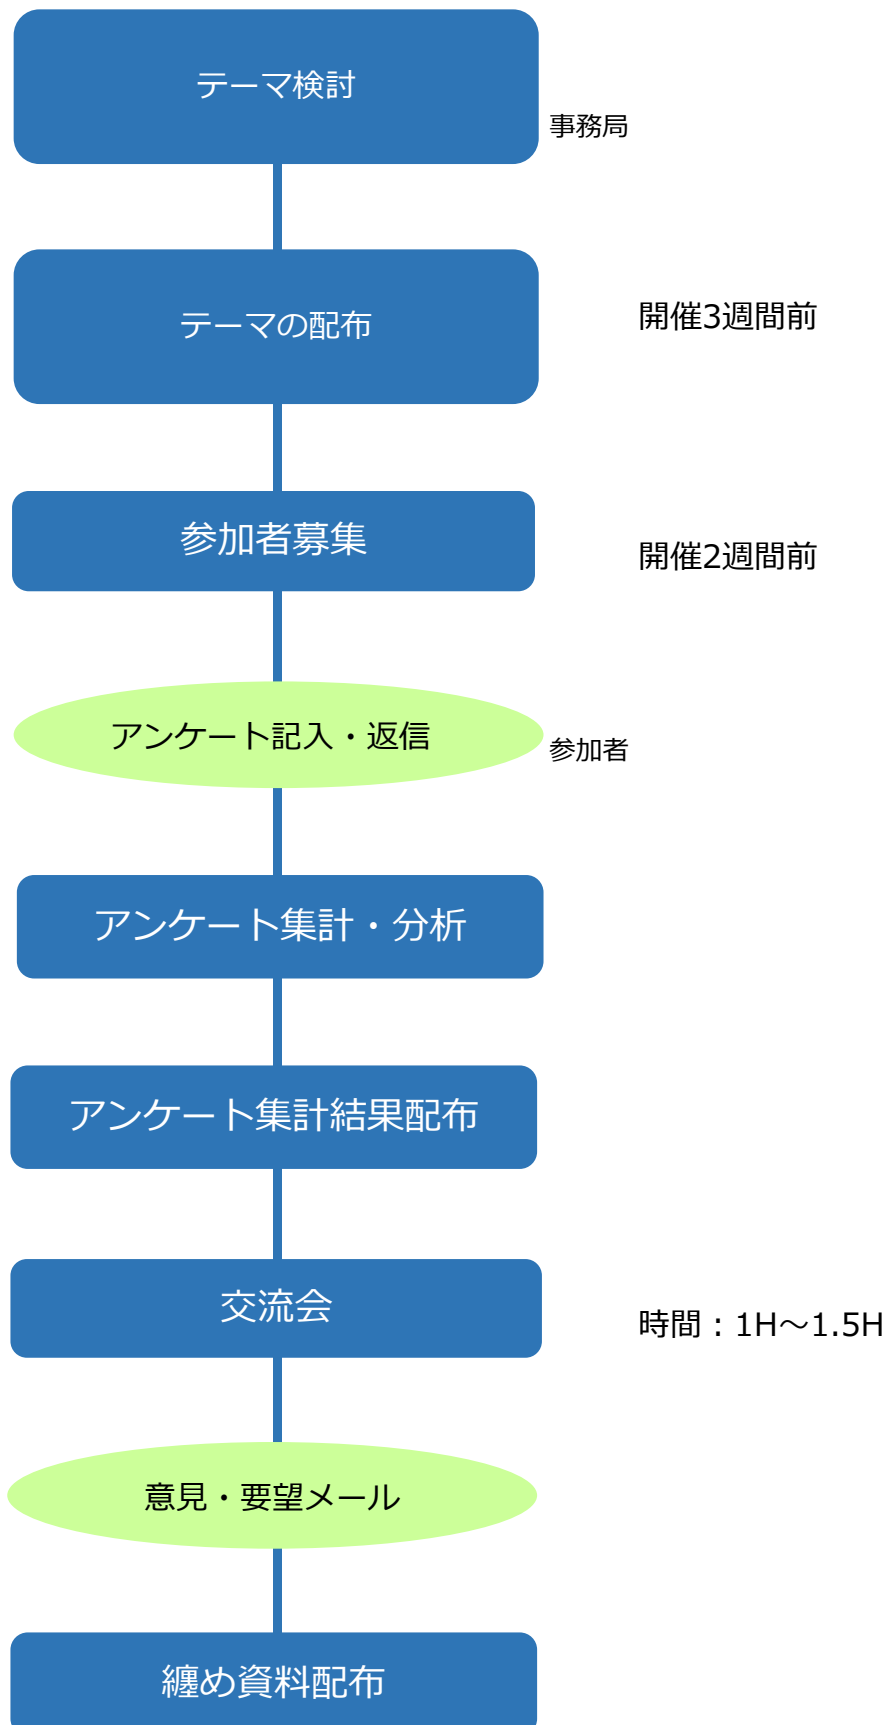 テーマ検討
事務局
テーマの配布
開催3週間前
参加者募集
開催2週間前
アンケート記入・返信
参加者
アンケート集計・分析
アンケート集計結果配布
交流会
時間：1H～1.5H
意見・要望メール
纏め資料配布